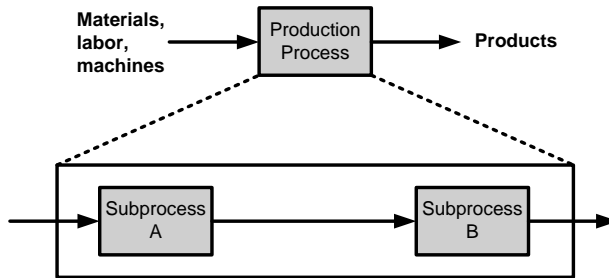 Materials,
labor,
machines
Production
Process
Products
Subprocess
A
Subprocess
B